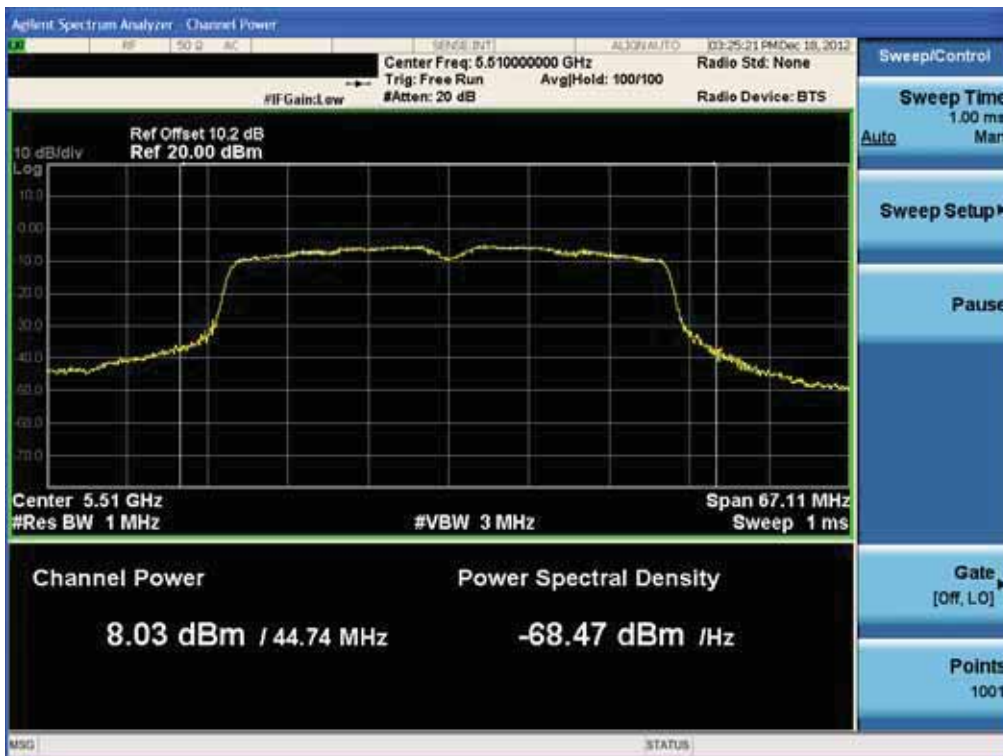 Agilent Spectrum Analyzer - Channel Power
RF 50 Ω AC SENSE:INT ALIGN AUTO 03:25:21 PM Dec 18, 2012
Center Freq: 5.510000000 GHz Radio Std: None
Trig: Free Run Avg|Hold: 100/100
#IFGain:Low #Atten: 20 dB Radio Device: BTS
Ref Offset 10.2 dB
10 dB/div Ref 20.00 dBm
Log
10.0
0.00
-10.0
-20.0
-30.0
-40.0
-50.0
-60.0
-70.0
Center 5.51 GHz Span 67.11 MHz
#Res BW 1 MHz #VBW 3 MHz Sweep 1 ms
Channel Power Power Spectral Density
8.03 dBm / 44.74 MHz -68.47 dBm /Hz
MSG STATUS
Sweep/Control
Sweep Time
1.00 ms
Auto Man
Sweep Setup
Pause
Gate
[Off, LO]
Points
1001